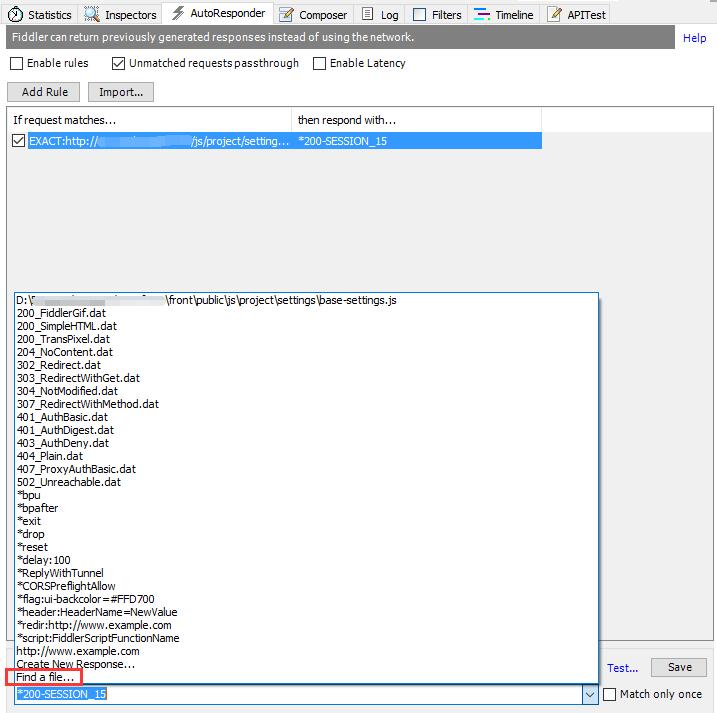 Statistics Inspectors AutoResponder Composer Log Filters Timeline APITest
Fiddler can return previously generated responses instead of using the network. Help
Enable rules Unmatched requests passthrough Enable Latency
Add Rule Import...
If request matches... then respond with...
EXACT:http:// /js/project/setting... *200-SESSION_15
D:\ \front\public\js\project\settings\base-settings.js
200_FiddlerGif.dat
200_SimpleHTML.dat
200_TransPixel.dat
204_NoContent.dat
302_Redirect.dat
303_RedirectWithGet.dat
304_NotModified.dat
307_RedirectWithMethod.dat
401_AuthBasic.dat
401_AuthDigest.dat
403_AuthDeny.dat
404_Plain.dat
407_ProxyAuthBasic.dat
502_Unreachable.dat
*bpu
*bpafter
*exit
*drop
*reset
*delay:100
*ReplyWithTunnel
*CORSPreflightAllow
*flag:ui-backcolor=#FFD700
*header:HeaderName=NewValue
*redir:http://www.example.com
*script:FiddlerScriptFunctionName
http://www.example.com
Create New Response...
Find a file... Test... Save
*200-SESSION_15 Match only once